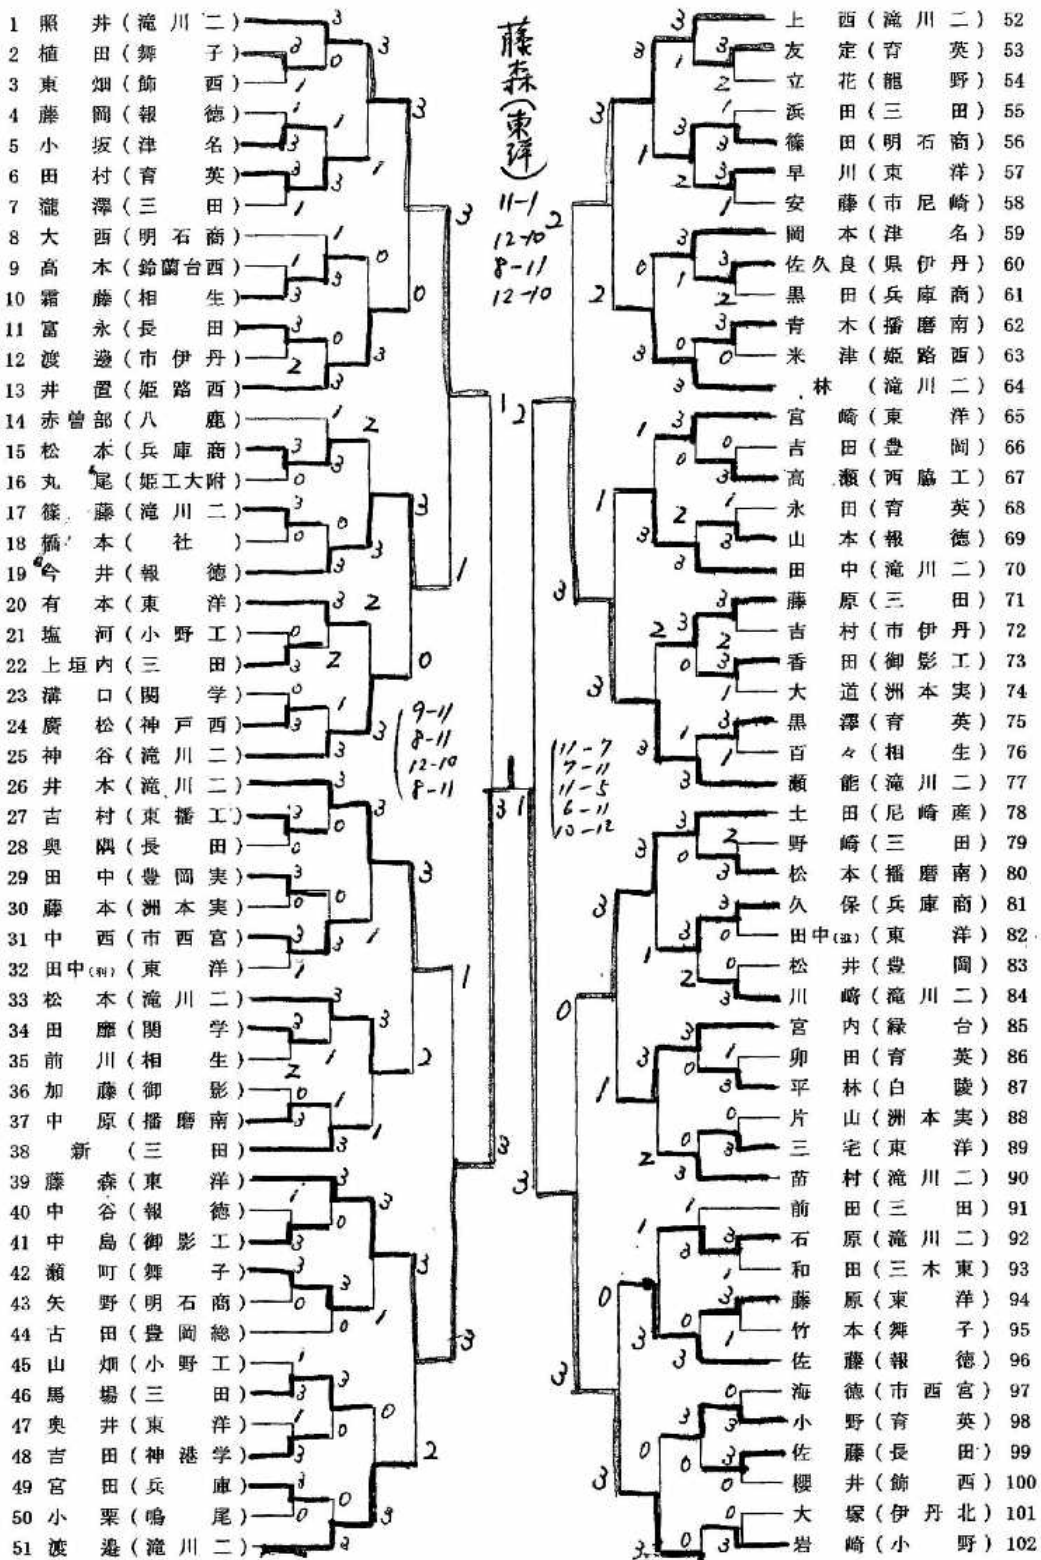 1 照井(滝川二)
2 植田(舞子)
3 東畑(飾西)
4 藤岡(報徳)
5 小坂(津名)
6 田村(育英)
7 瀧澤(三田)
8 大西(明石商)
9 高木(鈴蘭台西)
10 霜藤(相生)
11 富永(長田)
12 渡邊(市伊丹)
13 井置(姫路西)
14 赤曽部(八鹿)
15 松本(兵庫商)
16 丸尾(姫工大附)
17 篠藤(滝川二)
18 橋本(社)
19 今井(報徳)
20 有本(東洋)
21 塩河(小野工)
22 上垣内(三田)
23 溝口(関学)
24 廣松(神戸西)
25 神谷(滝川二)
26 井本(滝川二)
27 吉村(東播工)
28 奥隅(長田)
29 田中(豊岡実)
30 藤本(洲本実)
31 中西(市西宮)
32 田中(利)(東洋)
33 松本(滝川二)
34 田靡(関学)
35 前川(相生)
36 加藤(御影)
37 中原(播磨南)
38 新(三田)
39 藤森(東洋)
40 中谷(報徳)
41 中島(御影工)
42 瀬町(舞子)
43 矢野(明石商)
44 古田(豊岡総)
45 山畑(小野工)
46 馬場(三田)
47 奥井(東洋)
48 吉田(神港学)
49 宮田(兵庫)
50 小栗(鳴尾)
51 渡邉(滝川二)
藤森(東洋)
11-1
12-10
8-11
12-10
9-11
8-11
12-10
8-11
11-7
7-11
11-5
6-11
10-12
上西(滝川二) 52
友定(育英) 53
立花(龍野) 54
浜田(三田) 55
篠田(明石商) 56
早川(東洋) 57
安藤(市尼崎) 58
岡本(津名) 59
佐久良(県伊丹) 60
黒田(兵庫商) 61
青木(播磨南) 62
米津(姫路西) 63
林(滝川二) 64
宮崎(東洋) 65
吉田(豊岡) 66
高瀬(西脇工) 67
永田(育英) 68
山本(報徳) 69
田中(滝川二) 70
藤原(三田) 71
吉村(市伊丹) 72
香田(御影工) 73
大道(洲本実) 74
黒澤(育英) 75
百々(相生) 76
瀬能(滝川二) 77
土田(尼崎産) 78
野崎(三田) 79
松本(播磨南) 80
久保(兵庫商) 81
田中(東洋) 82
松井(豊岡) 83
川﨑(滝川二) 84
宮内(緑台) 85
卯田(育英) 86
平林(白陵) 87
片山(洲本実) 88
三宅(東洋) 89
苗村(滝川二) 90
前田(三田) 91
石原(滝川二) 92
和田(三木東) 93
藤原(東洋) 94
竹本(舞子) 95
佐藤(報徳) 96
海徳(市西宮) 97
小野(育英) 98
佐藤(長田) 99
櫻井(飾西) 100
大塚(伊丹北) 101
岩崎(小野) 102